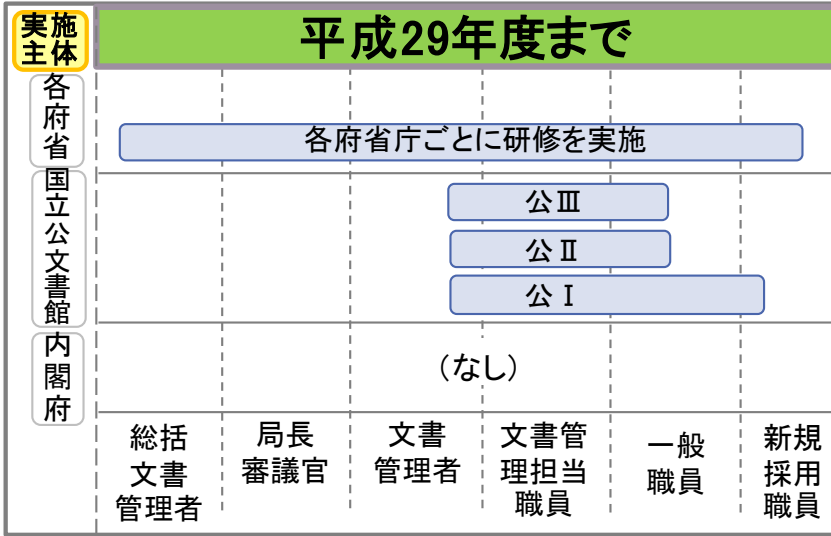 実施
主体
平成29年度まで
各府省
各府省庁ごとに研修を実施
国立公文書館
公Ⅲ
公Ⅱ
公Ⅰ
内閣府
(なし)
総括
文書
管理者
局長
審議官
文書
管理者
文書管
理担当
職員
一般
職員
新規
採用
職員